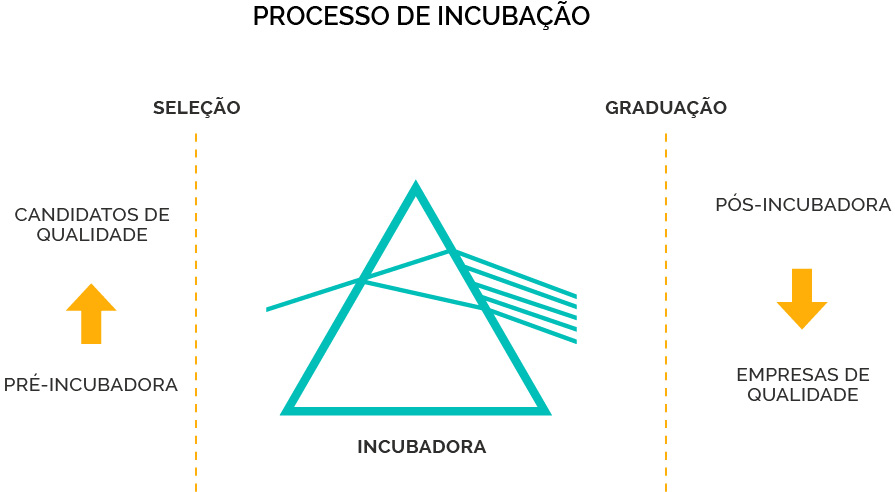 PROCESSO DE INCUBAÇÃO
SELEÇÃO
GRADUAÇÃO
CANDIDATOS DE
QUALIDADE
PRÉ-INCUBADORA
INCUBADORA
PÓS-INCUBADORA
EMPRESAS DE
QUALIDADE